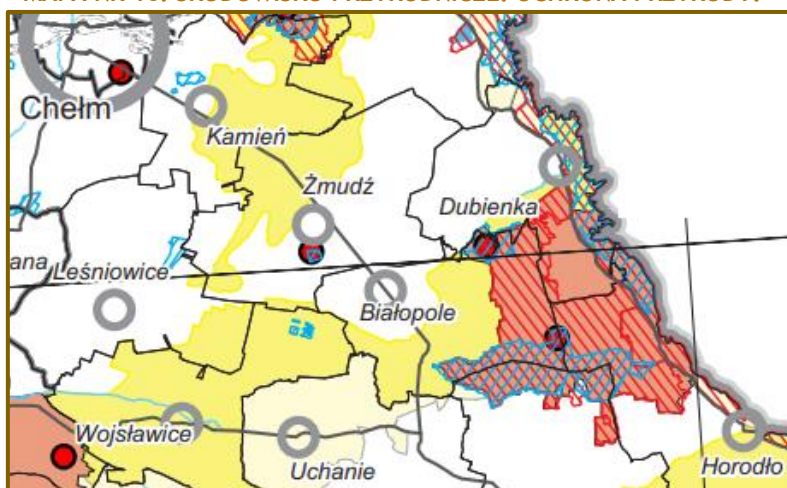 Chełm
Kamień
Żmudź
Dubienka
ana
Leśniowice
Białopole
Wojsławice
Uchanie
Horodło